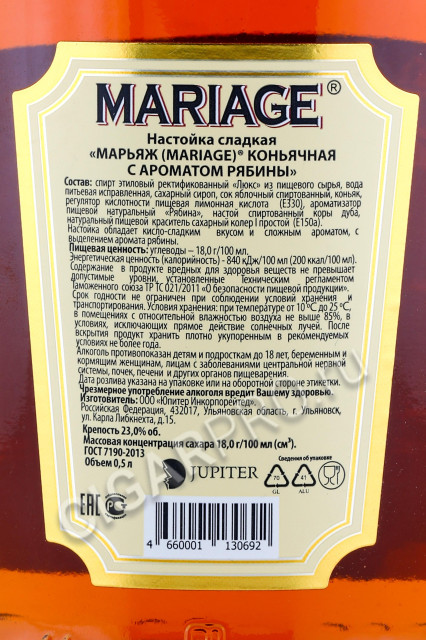 MARIAGE®
Настойка сладкая
«МАРЬЯЖ (MARIAGE)® КОНЬЯЧНАЯ
С АРОМАТОМ РЯБИНЫ»
Состав: спирт этиловый ректификованный «Люкс» из пищевого сырья, вода
питьевая исправленная, сахарный сироп, сок яблочный спиртованный, коньяк,
регулятор кислотности пищевая лимонная кислота (E330), ароматизатор
пищевой натуральный «Рябина», настой спиртованный коры дуба,
натуральный пищевой краситель сахарный колер I простой (E150a).
Настойка обладает кисло-сладким вкусом и сложным ароматом, с
выделением аромата рябины.
Пищевая ценность: углеводы – 18,0 г/100 мл.
Энергетическая ценность (калорийность) - 840 кДж/100 мл (200 ккал/100 мл).
Содержание в продукте вредных для здоровья веществ не превышает
допустимые уровни, установленные Техническим регламентом
Таможенного союза ТР ТС 021/2011 «О безопасности пищевой продукции».
Срок годности не ограничен при соблюдении условий хранения и
транспортирования. Условия хранения: при температуре от 10 °C до 25 °C,
в помещениях с относительной влажностью воздуха не выше 85%, в
условиях, исключающих прямое действие солнечных лучей. После
вскрытия продукт хранить плотно укупоренным в рекомендуемых
условиях не более года.
Алкоголь противопоказан детям и подросткам до 18 лет, беременным и
кормящим женщинам, лицам с заболеваниями центральной нервной
системы, почек, печени и других органов пищеварения.
Дата розлива указана на упаковке или на оборотной стороне этикетки.
Чрезмерное употребление алкоголя вредит Вашему здоровью.
Изготовитель: ООО «Юпитер Инкорпорейтед»,
Российская Федерация, 432017, Ульяновская область, г. Ульяновск,
ул. Карла Либкнехта, д.15.
Крепость 23,0% об.
Массовая концентрация сахара 18,0 г/100 мл (см³).
ГОСТ 7190-2013
Объем 0,5 л
JUPITER
Сведения об упаковке
70
GL
41
ALU
EAC
4 660001 130692